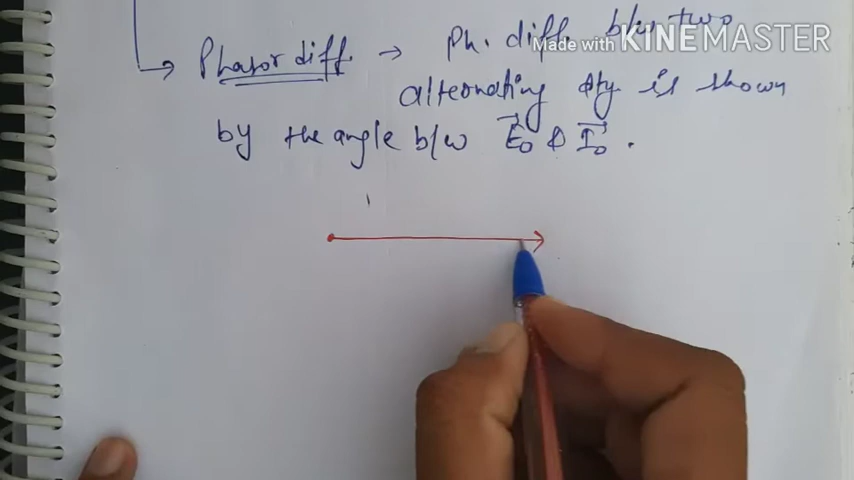 Phasor diff. → Ph. diff. b/w two
Made with KINEMASTER
alternating qty is shown
by the angle b/w E₀ & I₀ .